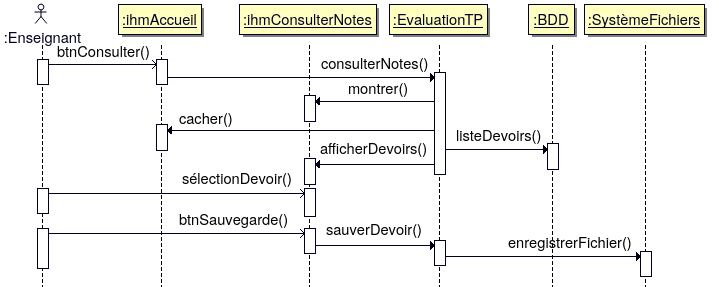 :ihmAccueil :ihmConsulterNotes :EvaluationTP :BDD :SystèmeFichiers
:Enseignant
btnConsulter()
consulterNotes()
montrer()
cacher()
listeDevoirs()
afficherDevoirs()
sélectionDevoir()
btnSauvegarde()
sauverDevoir()
enregistrerFichier()